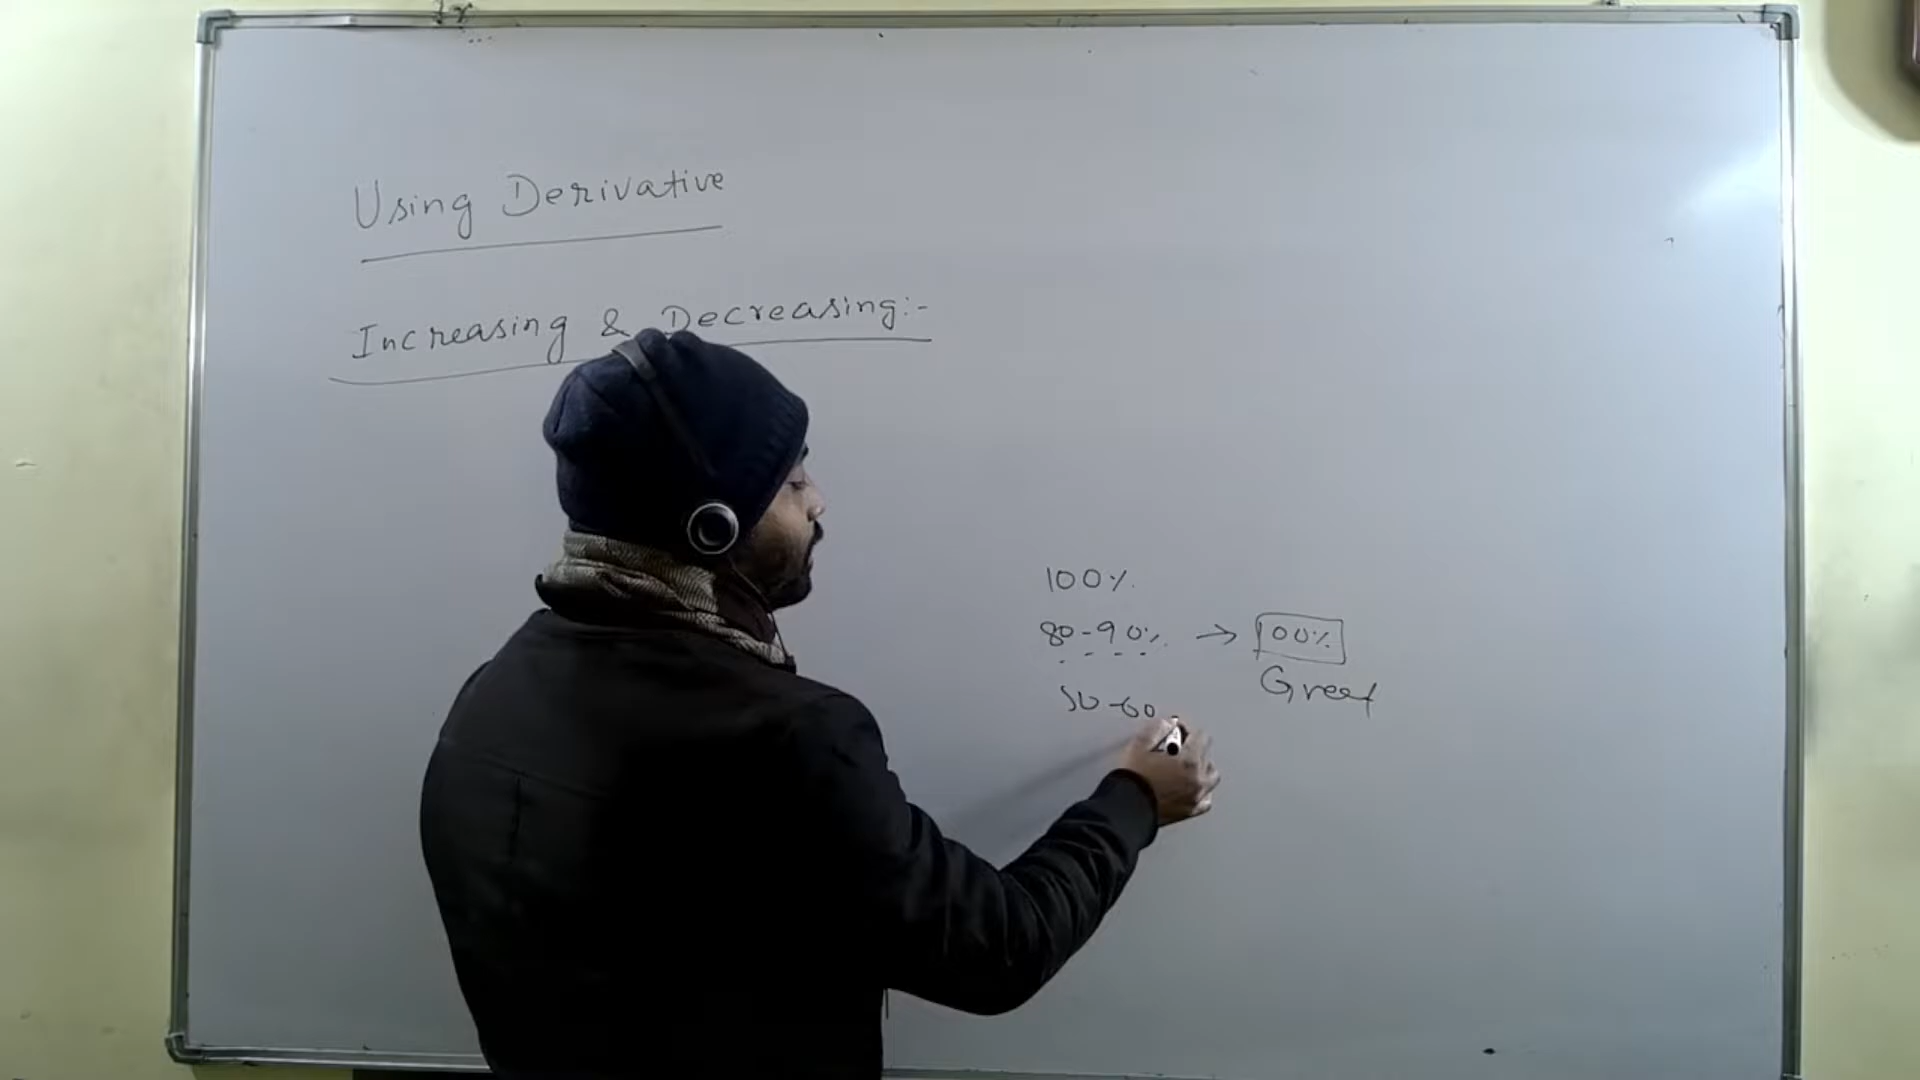 Using Derivative
Increasing & Decreasing:-
100%
80-90% → 100%
Great
50-60